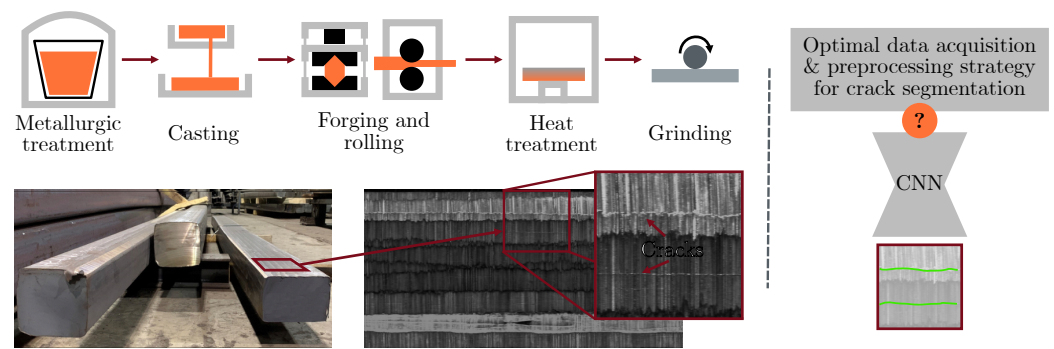 Metallurgic
treatment
Casting
Forging and
rolling
Heat
treatment
Grinding
Cracks
Optimal data acquisition
& preprocessing strategy
for crack segmentation
?
CNN